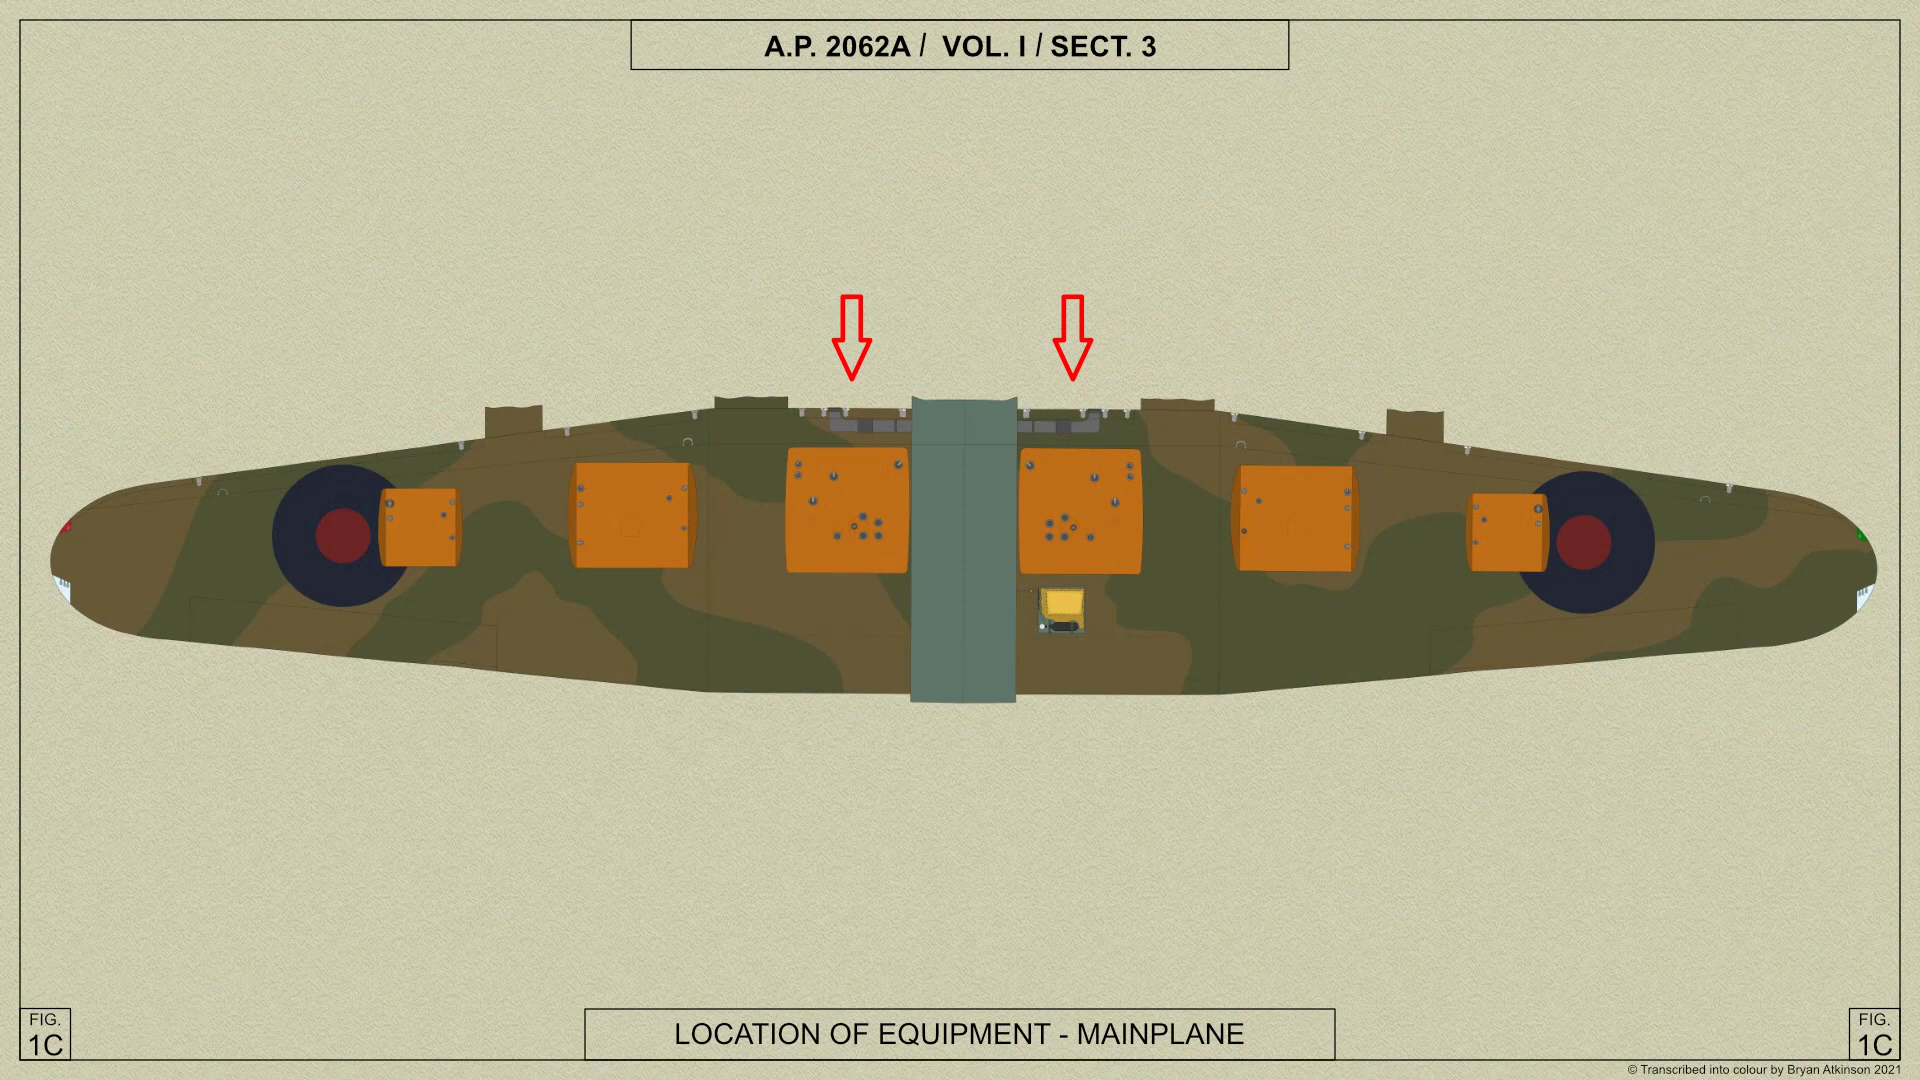 A.P. 2062A / VOL. I / SECT. 3
FIG.
1C
LOCATION OF EQUIPMENT - MAINPLANE
FIG.
1C
© Transcribed into colour by Bryan Atkinson 2021